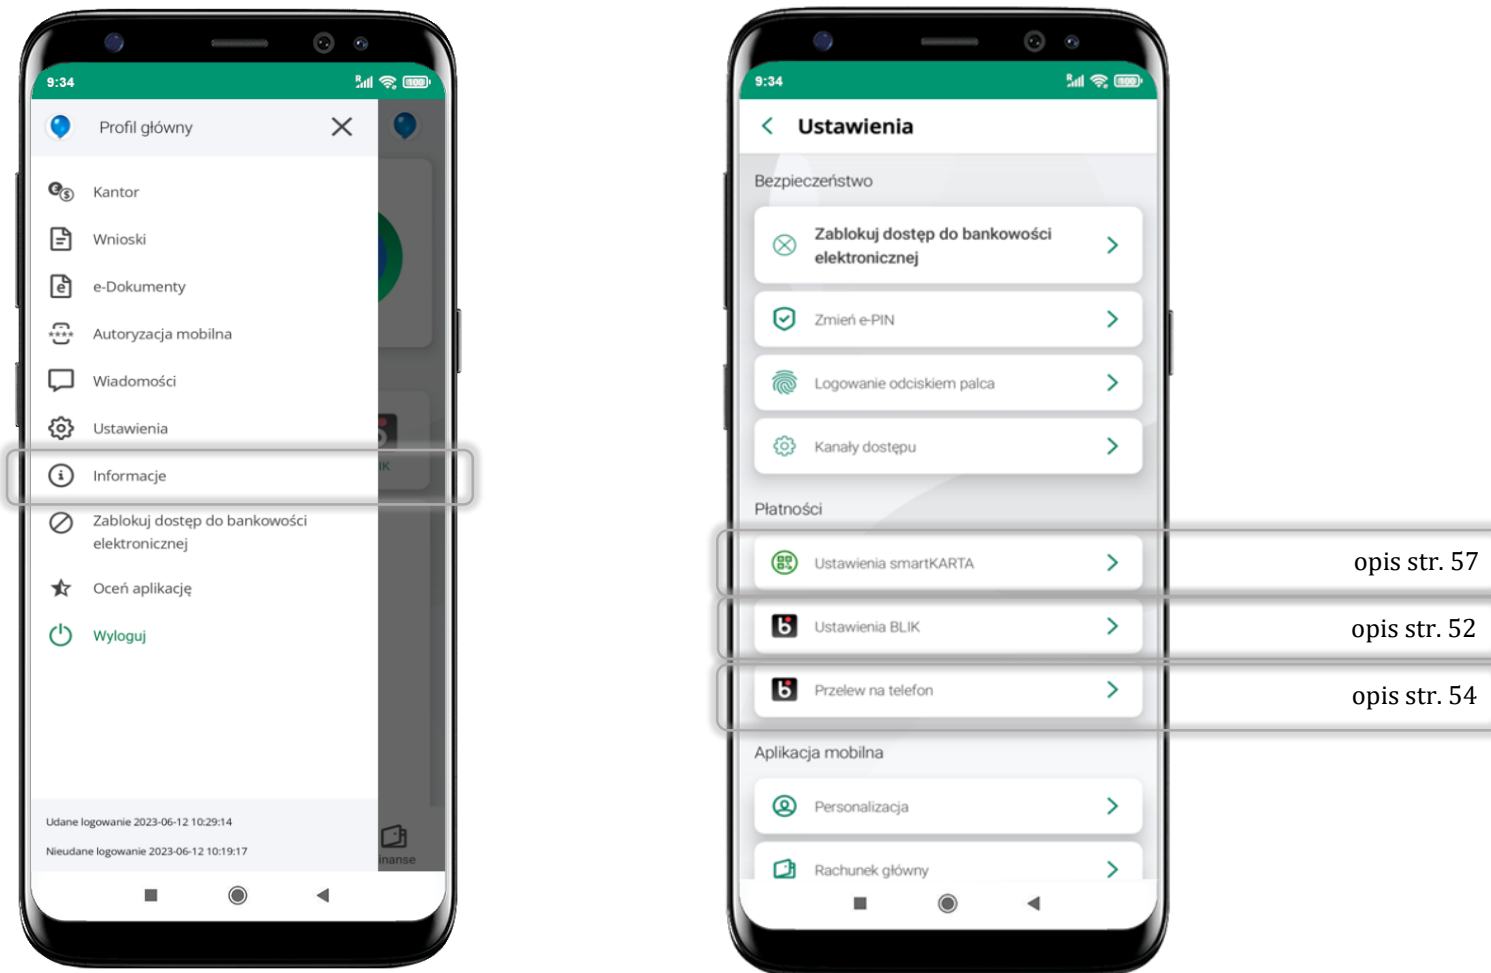 9:34
Profil główny
Kantor
Wnioski
e-Dokumenty
Autoryzacja mobilna
Wiadomości
Ustawienia
Informacje
Zablokuj dostęp do bankowości
elektronicznej
Oceń aplikację
Wyloguj
Udane logowanie 2023-06-12 10:29:14
Nieudane logowanie 2023-06-12 10:19:17
IK
inanse
9:34
Ustawienia
Bezpieczeństwo
Zablokuj dostęp do bankowości
elektronicznej
Zmień e-PIN
Logowanie odciskiem palca
Kanały dostępu
Płatności
Ustawienia smartKARTA
opis str. 57
Ustawienia BLIK
opis str. 52
Przelew na telefon
opis str. 54
Aplikacja mobilna
Personalizacja
Rachunek główny